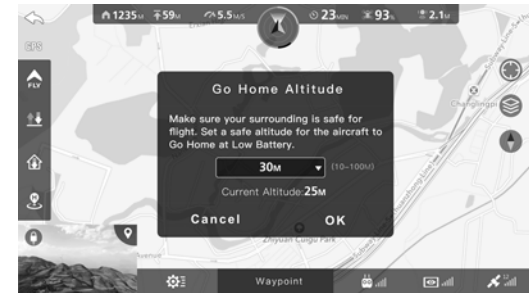 1235M 59M 5.5M/S 23MIN 93% 2.1M
GPS
FLY
Changlingpi
Go Home Altitude
Make sure your surrounding is safe for
flight. Set a safe altitude for the aircraft to
Go Home at Low Battery.
30M (10~100M)
Current Altitude:25M
Cancel OK
Zhiyuan Cuigu Park
Avenue
Waypoint